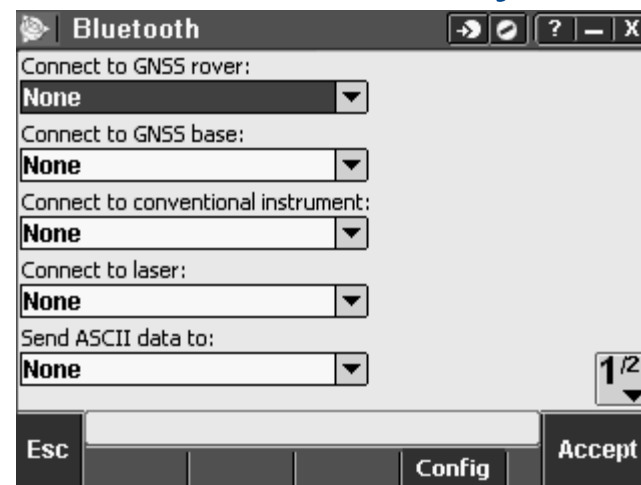 Bluetooth
? — X
Connect to GNSS rover:
None
Connect to GNSS base:
None
Connect to conventional instrument:
None
Connect to laser:
None
Send ASCII data to:
None
1/2
Esc
Config
Accept